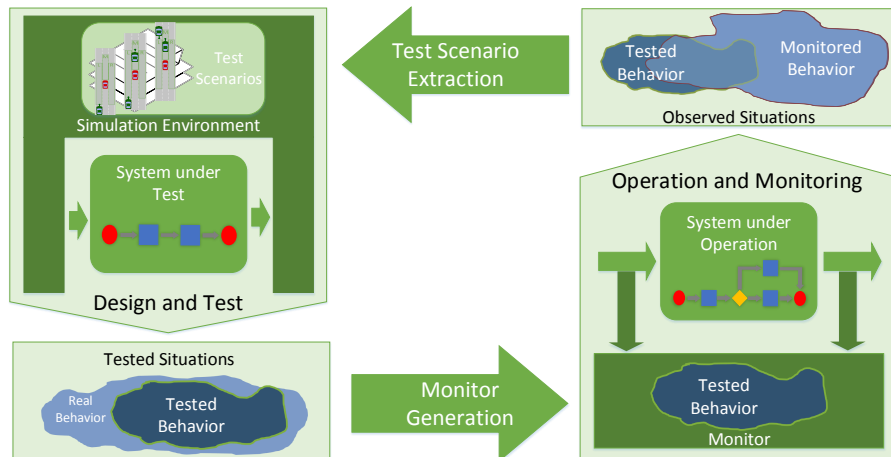 Test
Scenarios
Simulation Environment
System under
Test
Design and Test
Tested Situations
Real
Behavior
Tested
Behavior
Test Scenario
Extraction
Monitor
Generation
Tested
Behavior
Monitored
Behavior
Observed Situations
Operation and Monitoring
System under
Operation
Tested
Behavior
Monitor